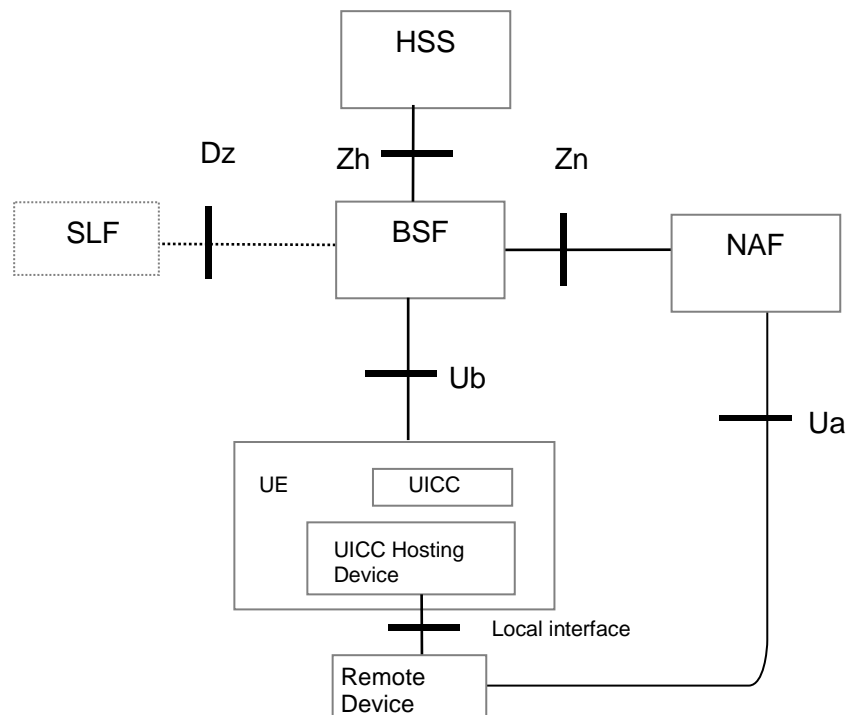 HSS
Dz
Zh
Zn
SLF
BSF
NAF
Ub
Ua
UE
UICC
UICC Hosting
Device
Local interface
Remote
Device